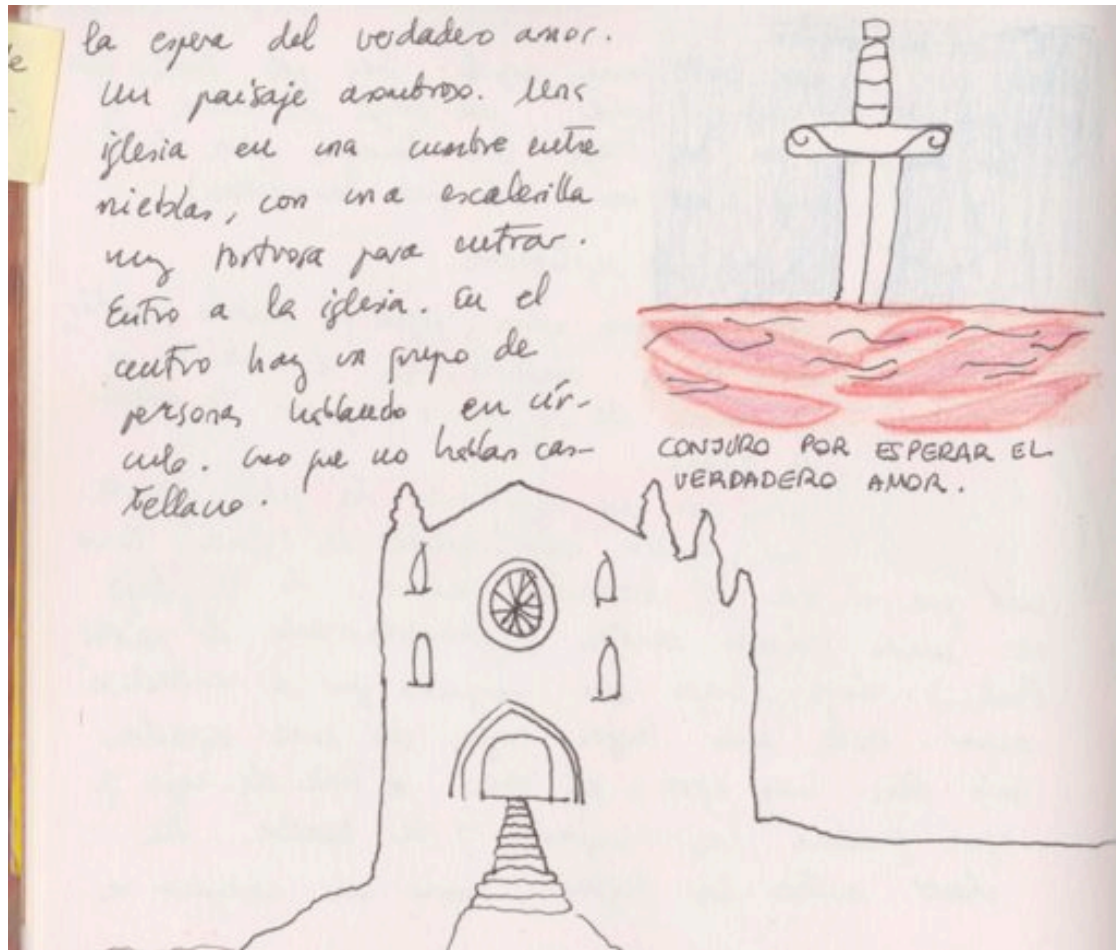 de
la espera del verdadero amor.
Un paisaje asombroso. Una
iglesia en una cumbre entre
nieblas, con una escalerilla
muy tortuosa para entrar.
Entro a la iglesia. En el
centro hay un grupo de
personas hablando en cír-
culo. Creo que no hablan cas-
tellano.
CONJURO POR ESPERAR EL
VERDADERO AMOR.